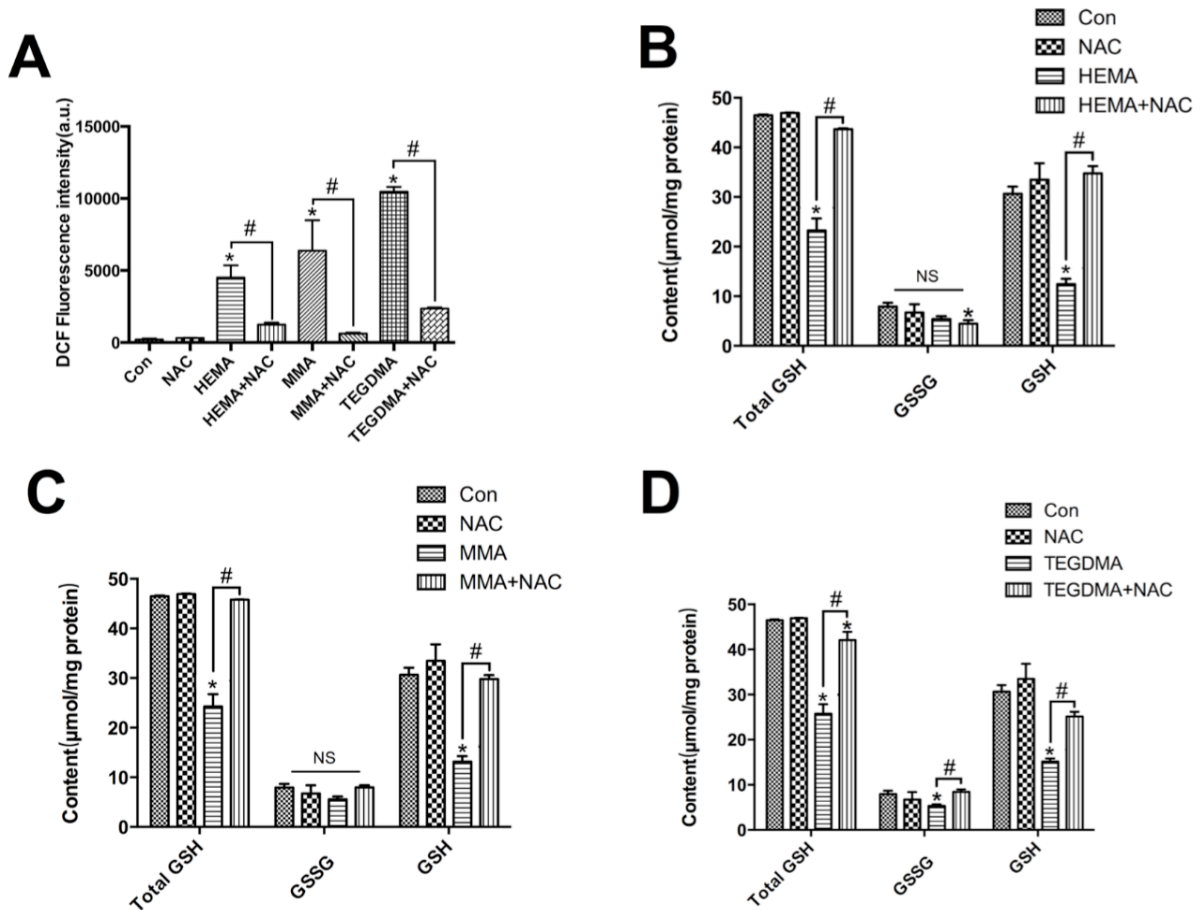 A
DCF Fluorescence intensity(a.u.)
15000
10000
5000
0
*
#
*
#
*
#
Con
NAC
HEMA
HEMA+NAC
MMA
MMA+NAC
TEGDMA
TEGDMA+NAC
B
Con
NAC
HEMA
HEMA+NAC
Content(μmol/mg protein)
50
40
30
20
10
0
#
*
NS
*
#
*
Total GSH
GSSG
GSH
C
Con
NAC
MMA
MMA+NAC
Content(μmol/mg protein)
50
40
30
20
10
0
#
*
NS
#
*
Total GSH
GSSG
GSH
D
Con
NAC
TEGDMA
TEGDMA+NAC
Content(μmol/mg protein)
50
40
30
20
10
0
#
*
*
#
*
#
*
Total GSH
GSSG
GSH